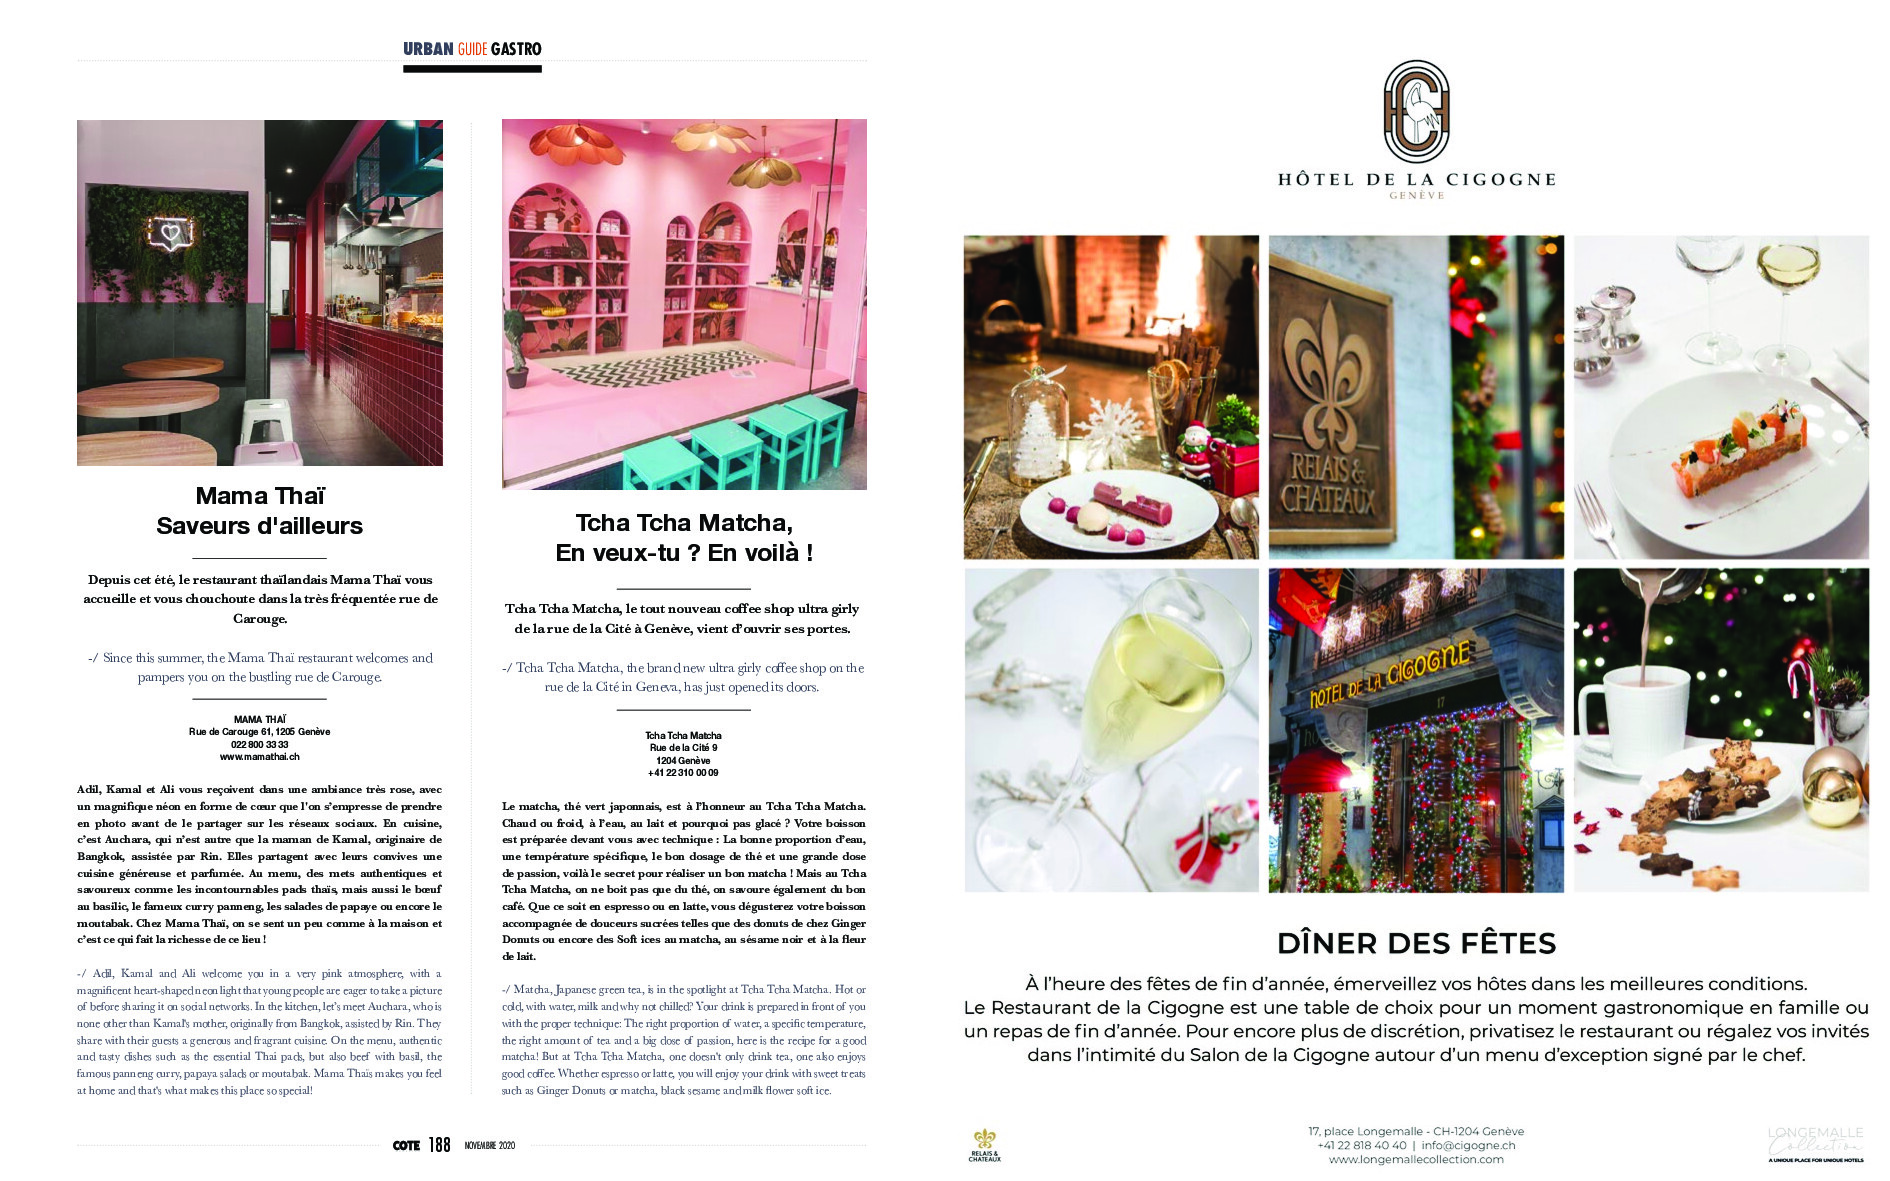 URBAN GUIDE GASTRO
Mama Thaï
Saveurs d'ailleurs
Depuis cet été, le restaurant thaïlandais Mama Thaï vous
accueille et vous chouchoute dans la très fréquentée rue de
Carouge.
-/ Since this summer, the Mama Thaï restaurant welcomes and
pampers you on the bustling rue de Carouge.
MAMA THAÏ
Rue de Carouge 61, 1205 Genève
022 800 33 33
www.mamathai.ch
Adil, Kamal et Ali vous reçoivent dans une ambiance très rose, avec
un magnifique néon en forme de cœur que l'on s'empresse de prendre
en photo avant de le partager sur les réseaux sociaux. En cuisine,
c'est Auchara, qui n'est autre que la maman de Kamal, originaire de
Bangkok, assistée par Rin. Elles partagent avec leurs convives une
cuisine généreuse et parfumée. Au menu, des mets authentiques et
savoureux comme les incontournables pads thaïs, mais aussi le bœuf
au basilic, le fameux curry panneng, les salades de papaye ou encore le
moutabak. Chez Mama Thaï, on se sent un peu comme à la maison et
c'est ce qui fait la richesse de ce lieu !
-/ Adil, Kamal and Ali welcome you in a very pink atmosphere, with a
magnificent heart-shaped neon light that young people are eager to take a picture
of before sharing it on social networks. In the kitchen, let's meet Auchara, who is
none other than Kamal's mother, originally from Bangkok, assisted by Rin. They
share with their guests a generous and fragrant cuisine. On the menu, authentic
and tasty dishes such as the essential Thai pads, but also beef with basil, the
famous panneng curry, papaya salads or moutabak. Mama Thaïs makes you feel
at home and that's what makes this place so special!
Tcha Tcha Matcha,
En veux-tu ? En voilà !
Tcha Tcha Matcha, le tout nouveau coffee shop ultra girly
de la rue de la Cité à Genève, vient d'ouvrir ses portes.
-/ Tcha Tcha Matcha, the brand new ultra girly coffee shop on the
rue de la Cité in Geneva, has just opened its doors.
Tcha Tcha Matcha
Rue de la Cité 9
1204 Genève
+41 22 310 00 09
Le matcha, thé vert japonnais, est à l'honneur au Tcha Tcha Matcha.
Chaud ou froid, à l'eau, au lait et pourquoi pas glacé ? Votre boisson
est préparée devant vous avec technique : La bonne proportion d'eau,
une température spécifique, le bon dosage de thé et une grande dose
de passion, voilà le secret pour réaliser un bon matcha ! Mais au Tcha
Tcha Matcha, on ne boit pas que du thé, on savoure également du bon
café. Que ce soit en espresso ou en latte, vous dégusterez votre boisson
accompagnée de douceurs sucrées telles que des donuts de chez Ginger
Donuts ou encore des Soft ices au matcha, au sésame noir et à la fleur
de lait.
-/ Matcha, Japanese green tea, is in the spotlight at Tcha Tcha Matcha. Hot or
cold, with water, milk and why not chilled? Your drink is prepared in front of you
with the proper technique: The right proportion of water, a specific temperature,
the right amount of tea and a big dose of passion, here is the recipe for a good
matcha! But at Tcha Tcha Matcha, one doesn't only drink tea, one also enjoys
good coffee. Whether espresso or latte, you will enjoy your drink with sweet treats
such as Ginger Donuts or matcha, black sesame and milk flower soft ice.
COTE 188 NOVEMBRE 2020
HÔTEL DE LA CIGOGNE
GENÈVE
RELAIS &
CHATEAUX
HOTEL DE LA CIGOGNE
17
DÎNER DES FÊTES
À l'heure des fêtes de fin d'année, émerveillez vos hôtes dans les meilleures conditions.
Le Restaurant de la Cigogne est une table de choix pour un moment gastronomique en famille ou
un repas de fin d'année. Pour encore plus de discrétion, privatisez le restaurant ou régalez vos invités
dans l'intimité du Salon de la Cigogne autour d'un menu d'exception signé par le chef.
RELAIS &
CHATEAUX
17, place Longemalle - CH-1204 Genève
+41 22 818 40 40 | info@cigogne.ch
www.longemallecollection.com
LONGEMALLE
Collection
A UNIQUE PLACE FOR UNIQUE HOTELS